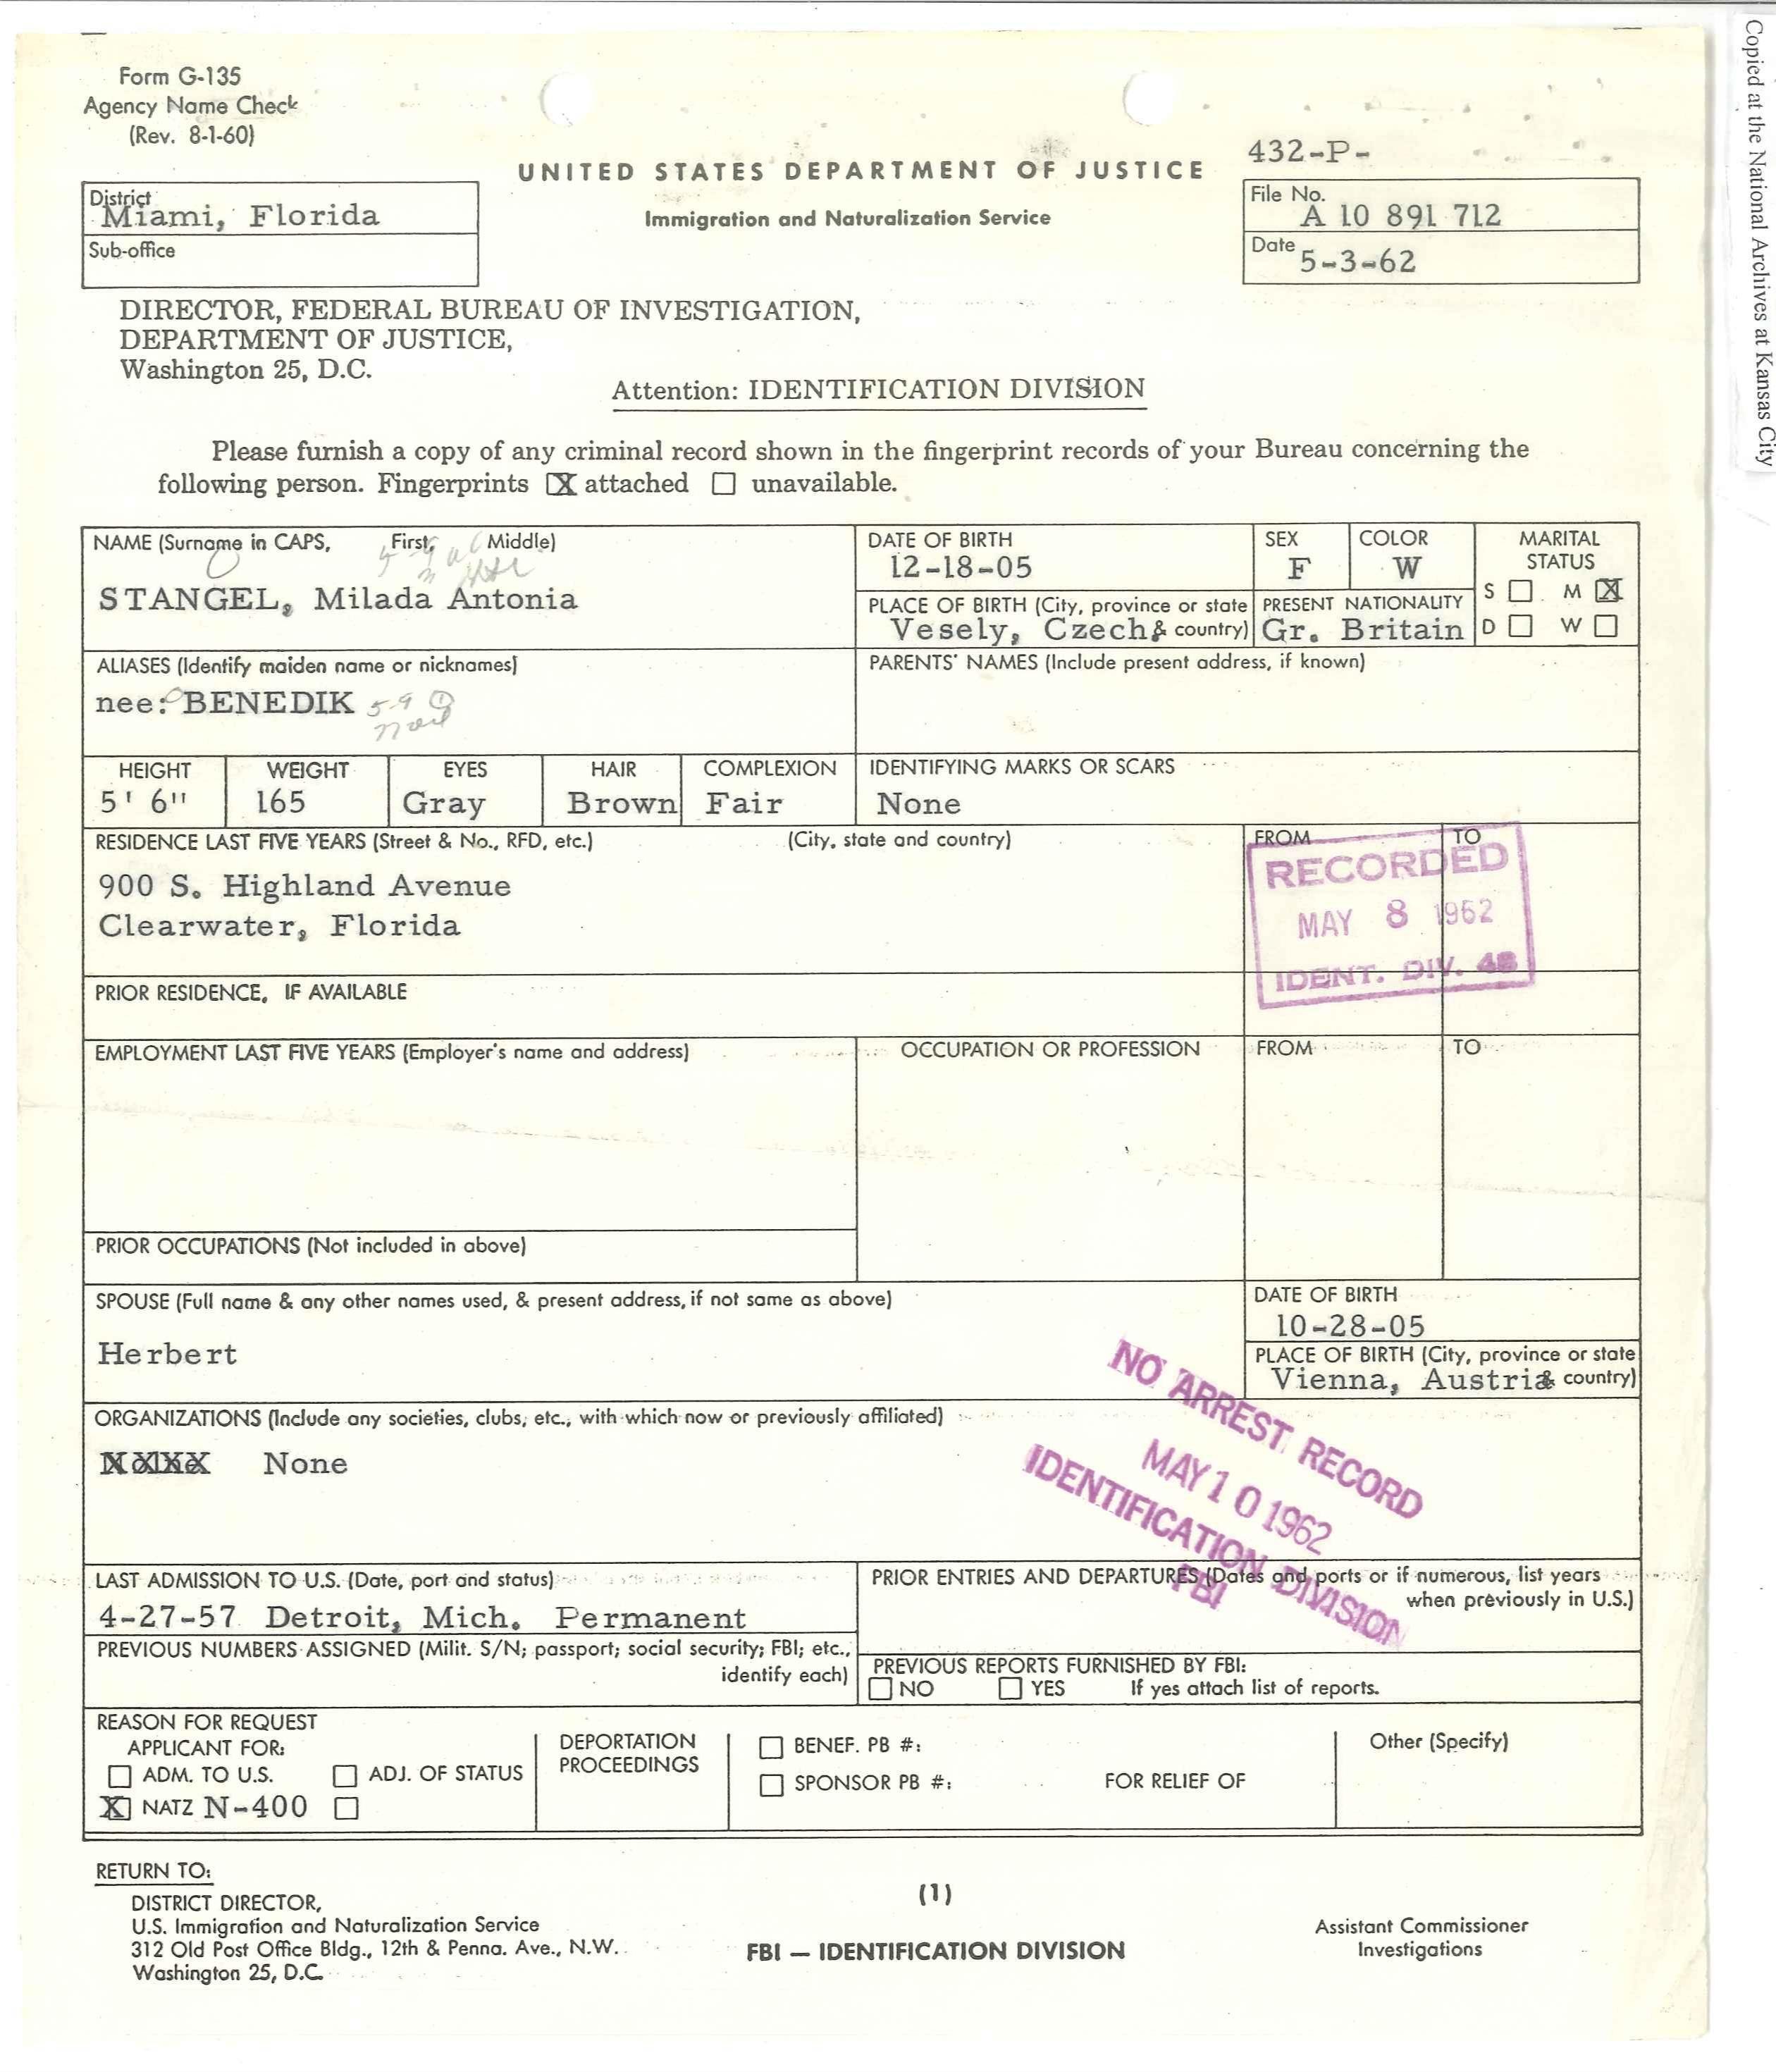 Form G-135
Agency Name Check
(Rev. 8-1-60)
UNITED STATES DEPARTMENT OF JUSTICE
Immigration and Naturalization Service
432-P-
District
Miami, Florida
Sub-office
File No.
A 10 891 712
Date
5-3-62
DIRECTOR, FEDERAL BUREAU OF INVESTIGATION,
DEPARTMENT OF JUSTICE,
Washington 25, D.C.
Attention: IDENTIFICATION DIVISION
Please furnish a copy of any criminal record shown in the fingerprint records of your Bureau concerning the
following person. Fingerprints X attached unavailable.
NAME (Surname in CAPS, First, Middle)
STANGEL, Milada Antonia
DATE OF BIRTH
12-18-05
SEX
F
COLOR
W
MARITAL
STATUS
S M X
D W
PLACE OF BIRTH (City, province or state
Vesely, Czech & country)
PRESENT NATIONALITY
Gr. Britain
ALIASES (Identify maiden name or nicknames)
nee: BENEDIK 5-9
PARENTS' NAMES (Include present address, if known)
HEIGHT
5' 6"
WEIGHT
165
EYES
Gray
HAIR
Brown
COMPLEXION
Fair
IDENTIFYING MARKS OR SCARS
None
RESIDENCE LAST FIVE YEARS (Street & No., RFD, etc.) (City, state and country)
FROM TO
900 S. Highland Avenue
Clearwater, Florida
RECORDED
MAY 8 1962
IDENT. DIV. 48
PRIOR RESIDENCE, IF AVAILABLE
EMPLOYMENT LAST FIVE YEARS (Employer's name and address)
OCCUPATION OR PROFESSION
FROM TO
PRIOR OCCUPATIONS (Not included in above)
SPOUSE (Full name & any other names used, & present address, if not same as above)
Herbert
DATE OF BIRTH
10-28-05
PLACE OF BIRTH (City, province or state
Vienna, Austria & country)
ORGANIZATIONS (Include any societies, clubs, etc., with which now or previously affiliated)
None
NO ARREST RECORD
MAY 10 1962
IDENTIFICATION DIVISION
FBI
LAST ADMISSION TO U.S. (Date, port and status)
4-27-57 Detroit, Mich. Permanent
PRIOR ENTRIES AND DEPARTURES (Dates and ports or if numerous, list years
when previously in U.S.)
PREVIOUS NUMBERS ASSIGNED (Milit. S/N; passport; social security; FBI; etc.,
identify each)
PREVIOUS REPORTS FURNISHED BY FBI:
NO YES If yes attach list of reports.
REASON FOR REQUEST
APPLICANT FOR:
ADM. TO U.S. ADJ. OF STATUS
X NATZ N-400
DEPORTATION
PROCEEDINGS
BENEF. PB #:
SPONSOR PB #:
FOR RELIEF OF
Other (Specify)
RETURN TO:
DISTRICT DIRECTOR,
U.S. Immigration and Naturalization Service
312 Old Post Office Bldg., 12th & Penna. Ave., N.W.
Washington 25, D.C.
(1)
FBI — IDENTIFICATION DIVISION
Assistant Commissioner
Investigations
Copied at the National Archives at Kansas City